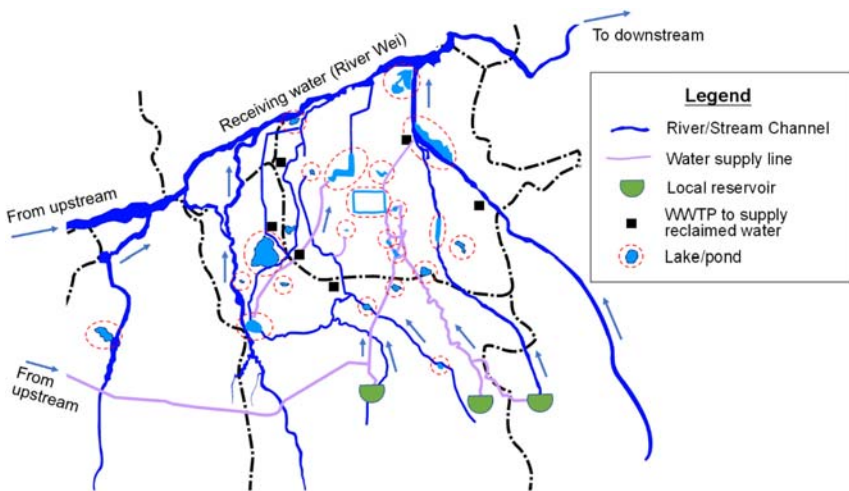 To downstream
Receiving water (River Wei)
From upstream
From
upstream
Legend
River/Stream Channel
Water supply line
Local reservoir
WWTP to supply
reclaimed water
Lake/pond